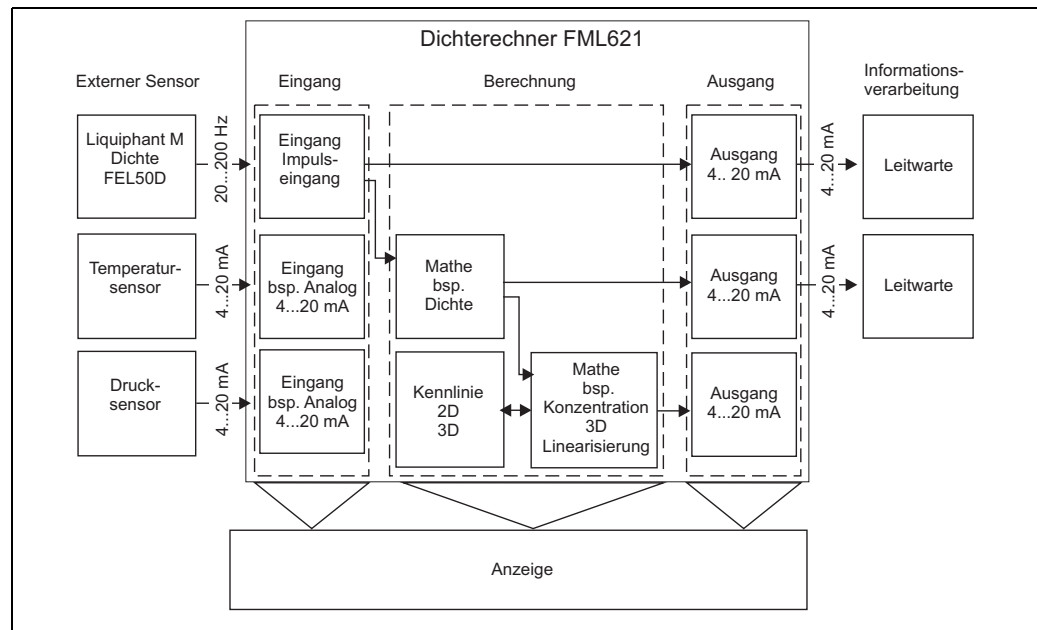 Dichterechner FML621
Externer Sensor
Eingang
Berechnung
Ausgang
Informations-
verarbeitung
Liquiphant M
Dichte
FEL50D
20...200 Hz
Eingang
Impuls-
eingang
Ausgang
4.. 20 mA
4...20 mA
Leitwarte
Temperatur-
sensor
4...20 mA
Eingang
bsp. Analog
4...20 mA
Mathe
bsp.
Dichte
Ausgang
4...20 mA
4...20 mA
Leitwarte
Druck-
sensor
4...20 mA
Eingang
bsp. Analog
4...20 mA
Kennlinie
2D
3D
Mathe
bsp.
Konzentration
3D
Linearisierung
Ausgang
4...20 mA
Anzeige